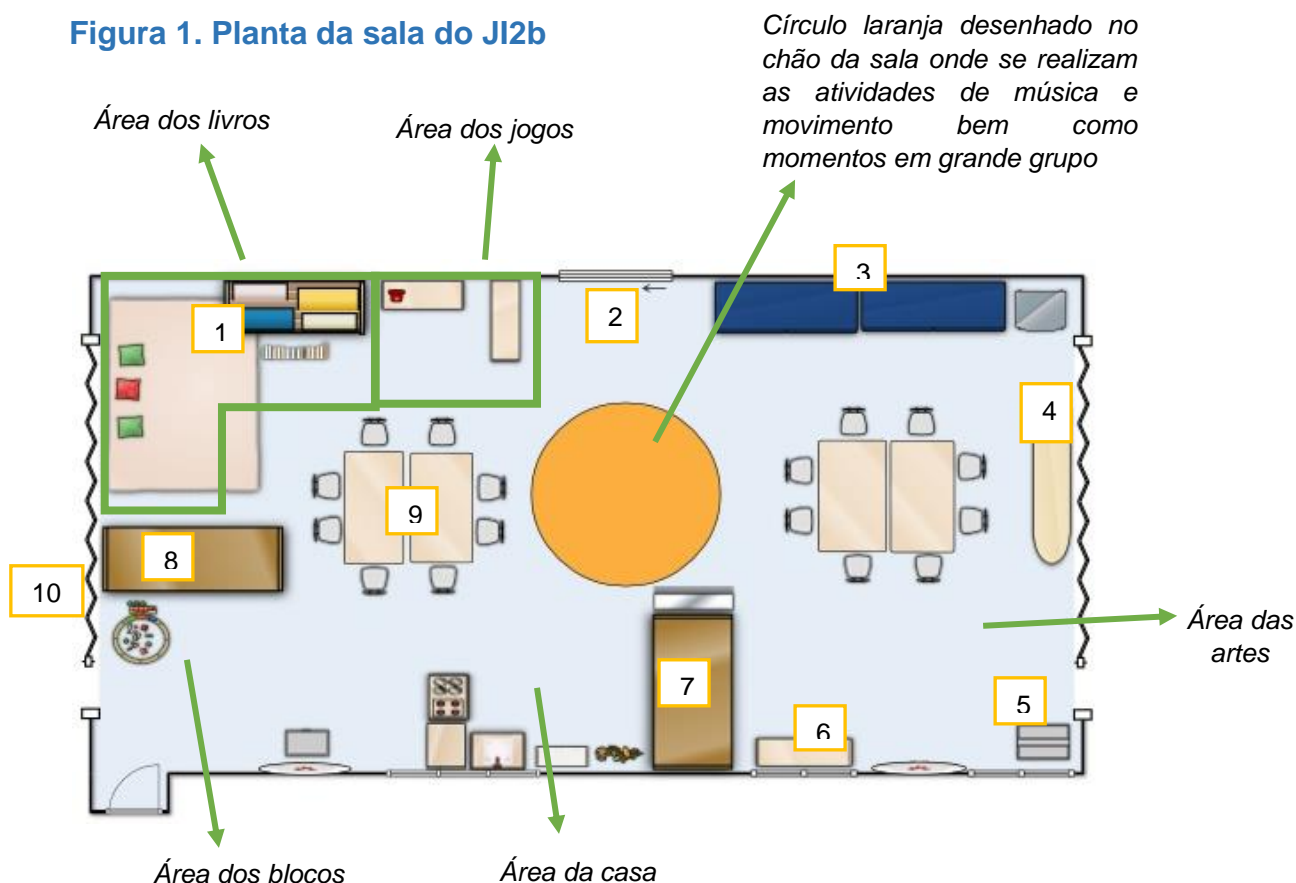 Figura 1. Planta da sala do JI2b
Círculo laranja desenhado no
chão da sala onde se realizam
as atividades de música e
movimento bem como
momentos em grande grupo
Área dos livros
Área dos jogos
1
2
3
4
9
8
10
7
6
5
Área das
artes
Área dos blocos
Área da casa